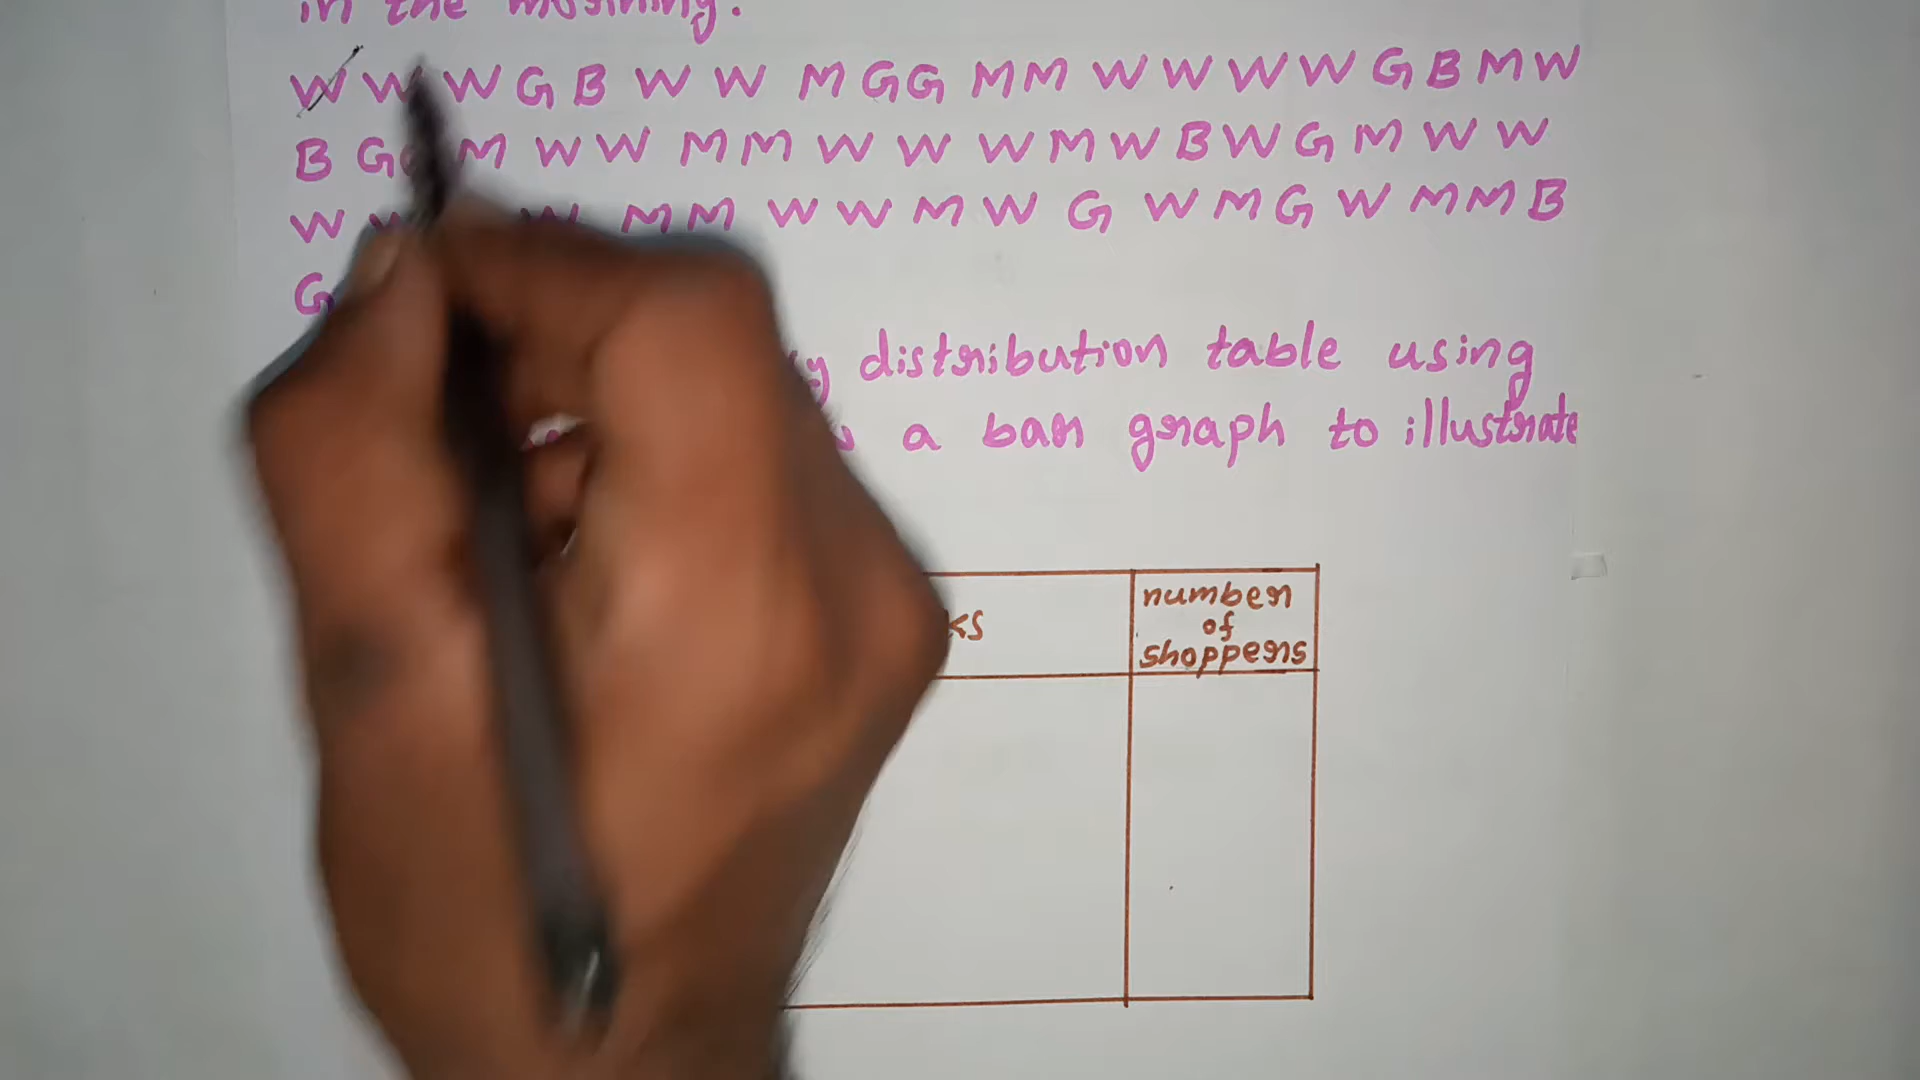 in the morning.
W W W G B W W M G G M M W W W W G B M W
B G G M W W M M W W W M W B W G M W W
W W W M M W W M W G W M G W M M B
G
distribution table using
a bar graph to illustrate
number
of
shoppers